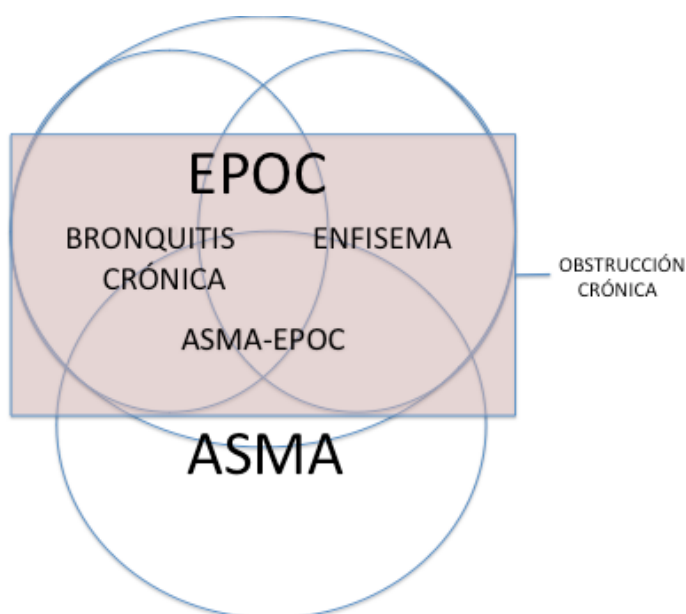 EPOC
BRONQUITIS
CRÓNICA
ENFISEMA
OBSTRUCCIÓN
CRÓNICA
ASMA-EPOC
ASMA